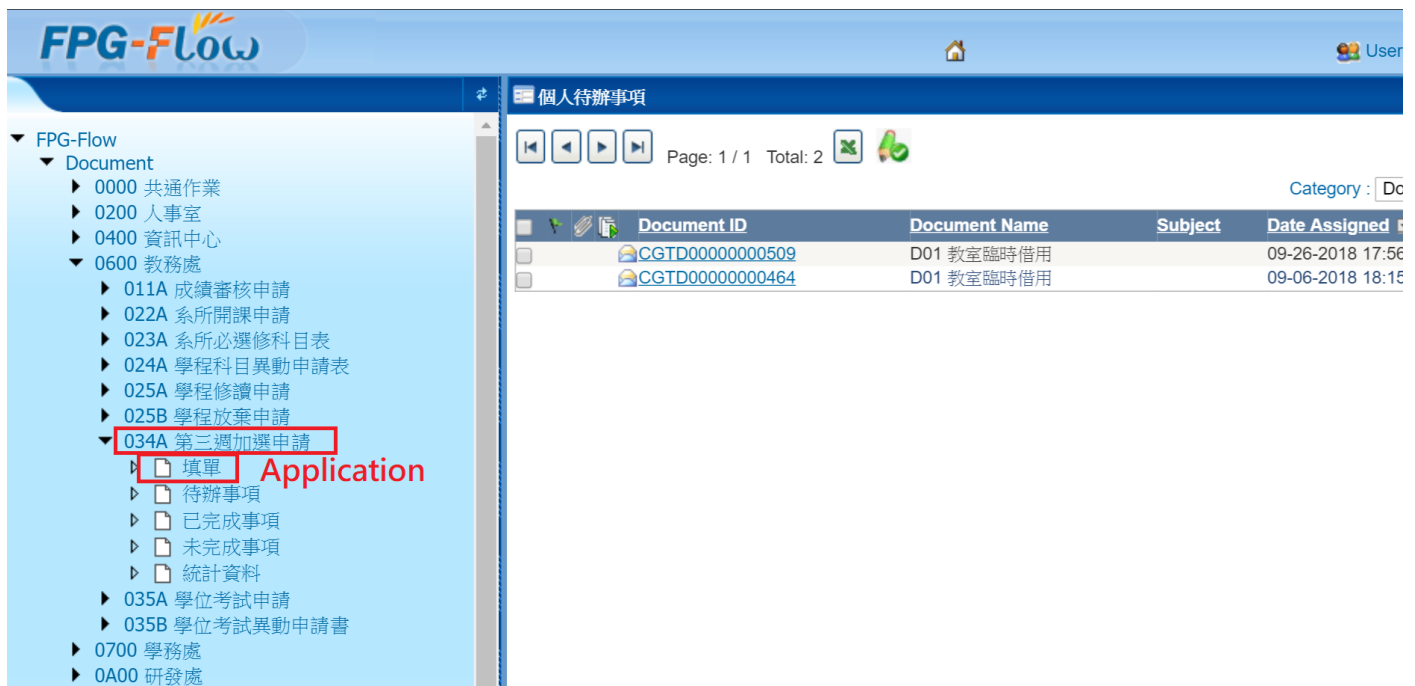 FPG-Flow
User
個人待辦事項
FPG-Flow
Document
0000 共通作業
0200 人事室
0400 資訊中心
0600 教務處
011A 成績審核申請
022A 系所開課申請
023A 系所必選修科目表
024A 學程科目異動申請表
025A 學程修讀申請
025B 學程放棄申請
034A 第三週加選申請
填單 Application
待辦事項
已完成事項
未完成事項
統計資料
035A 學位考試申請
035B 學位考試異動申請書
0700 學務處
0A00 研發處
Page: 1 / 1 Total: 2
Category : Do
Document ID Document Name Subject Date Assigned
CGTD00000000509 D01 教室臨時借用 09-26-2018 17:56
CGTD00000000464 D01 教室臨時借用 09-06-2018 18:15